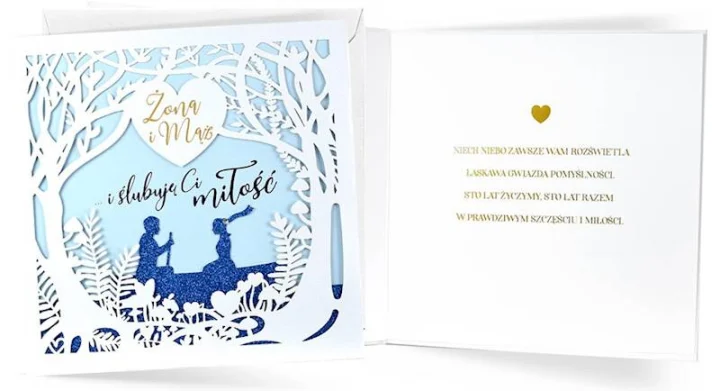 Żona
i Mąż
... i ślubuję Ci miłość
NIECH NIEBO ZAWSZE WAM ROZŚWIETLA
ŁASKAWA GWIAZDA POMYŚLNOŚCI.
STO LAT ŻYCZYMY, STO LAT RAZEM
W PRAWDZIWYM SZCZĘŚCIU I MIŁOŚCI.